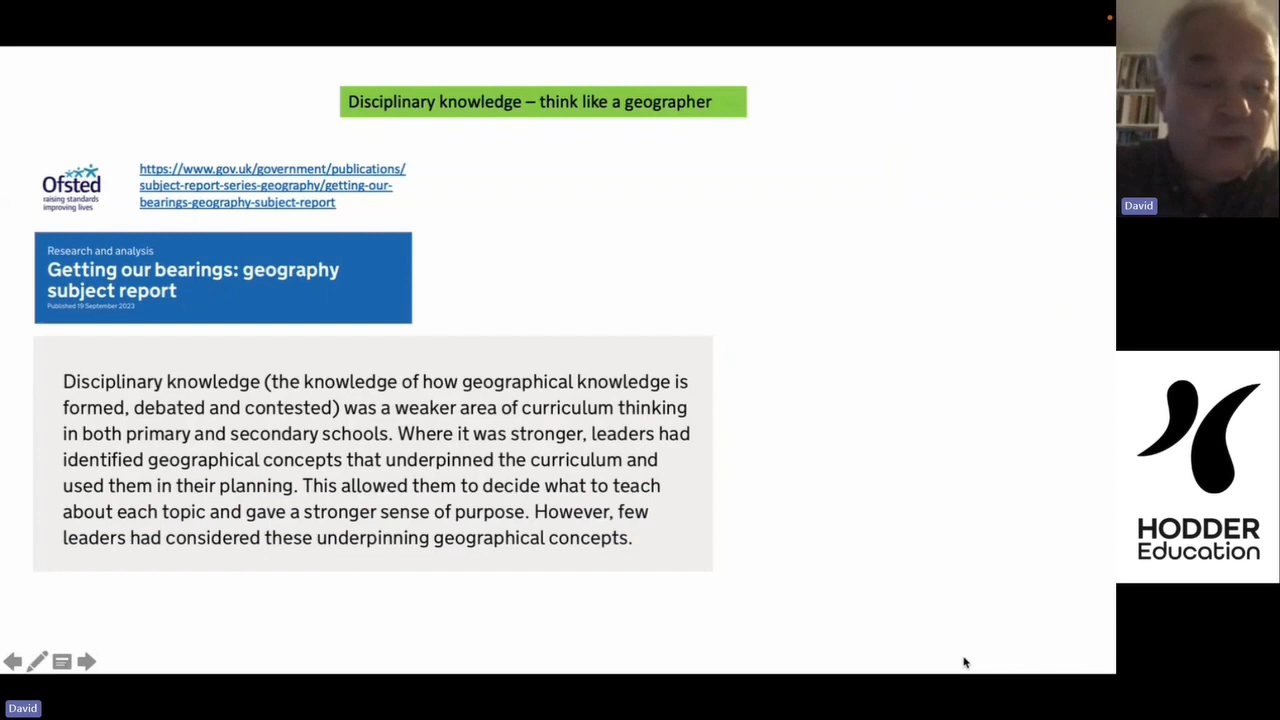 Disciplinary knowledge – think like a geographer
Ofsted
raising standards
improving lives
https://www.gov.uk/government/publications/
subject-report-series-geography/getting-our-
bearings-geography-subject-report
Research and analysis
Getting our bearings: geography
subject report
Published 19 September 2023
Disciplinary knowledge (the knowledge of how geographical knowledge is
formed, debated and contested) was a weaker area of curriculum thinking
in both primary and secondary schools. Where it was stronger, leaders had
identified geographical concepts that underpinned the curriculum and
used them in their planning. This allowed them to decide what to teach
about each topic and gave a stronger sense of purpose. However, few
leaders had considered these underpinning geographical concepts.
David
HODDER
Education
David